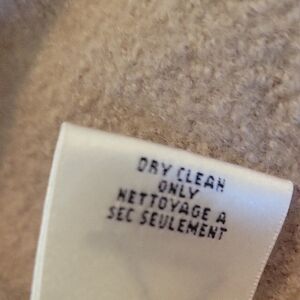 DRY CLEAN
ONLY
NETTOYAGE A
SEC SEULEMENT